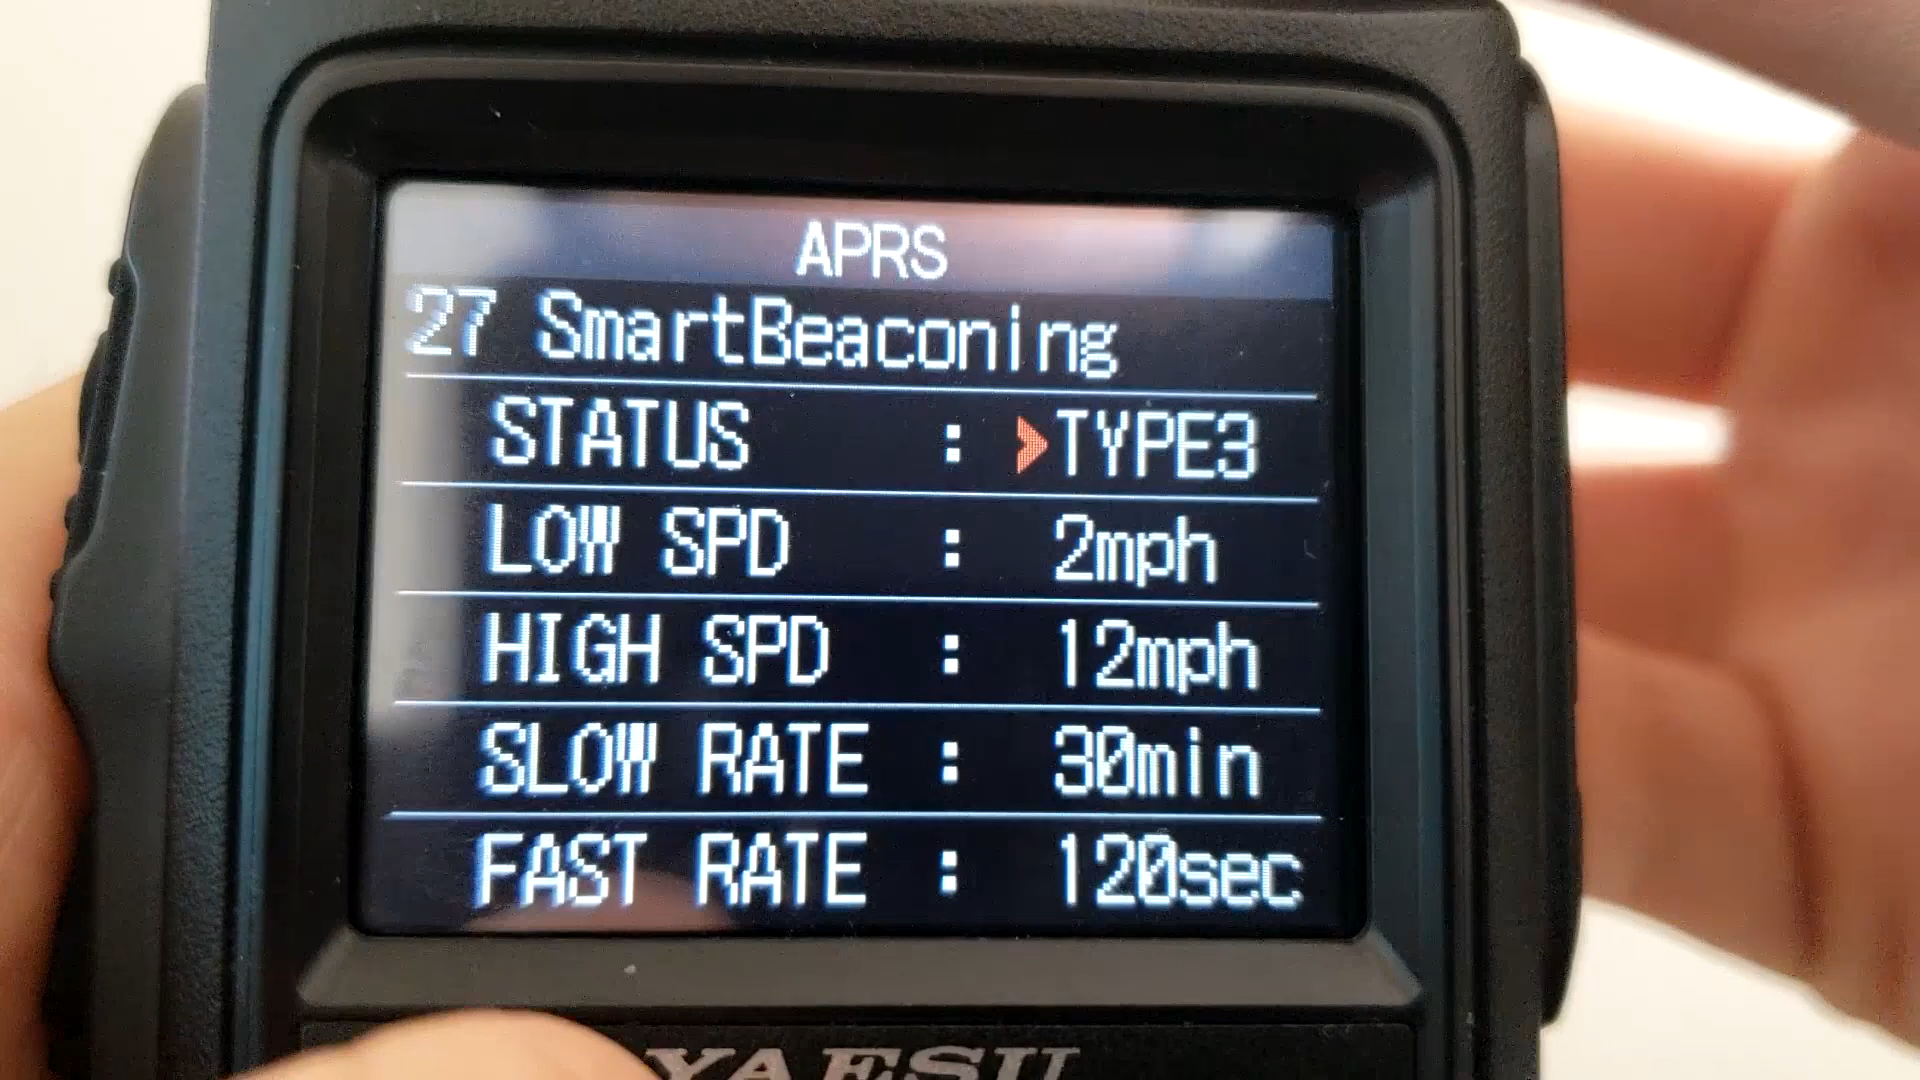 APRS
27 SmartBeaconing
STATUS : TYPE3
LOW SPD : 2mph
HIGH SPD : 12mph
SLOW RATE : 30min
FAST RATE : 120sec
YAESU